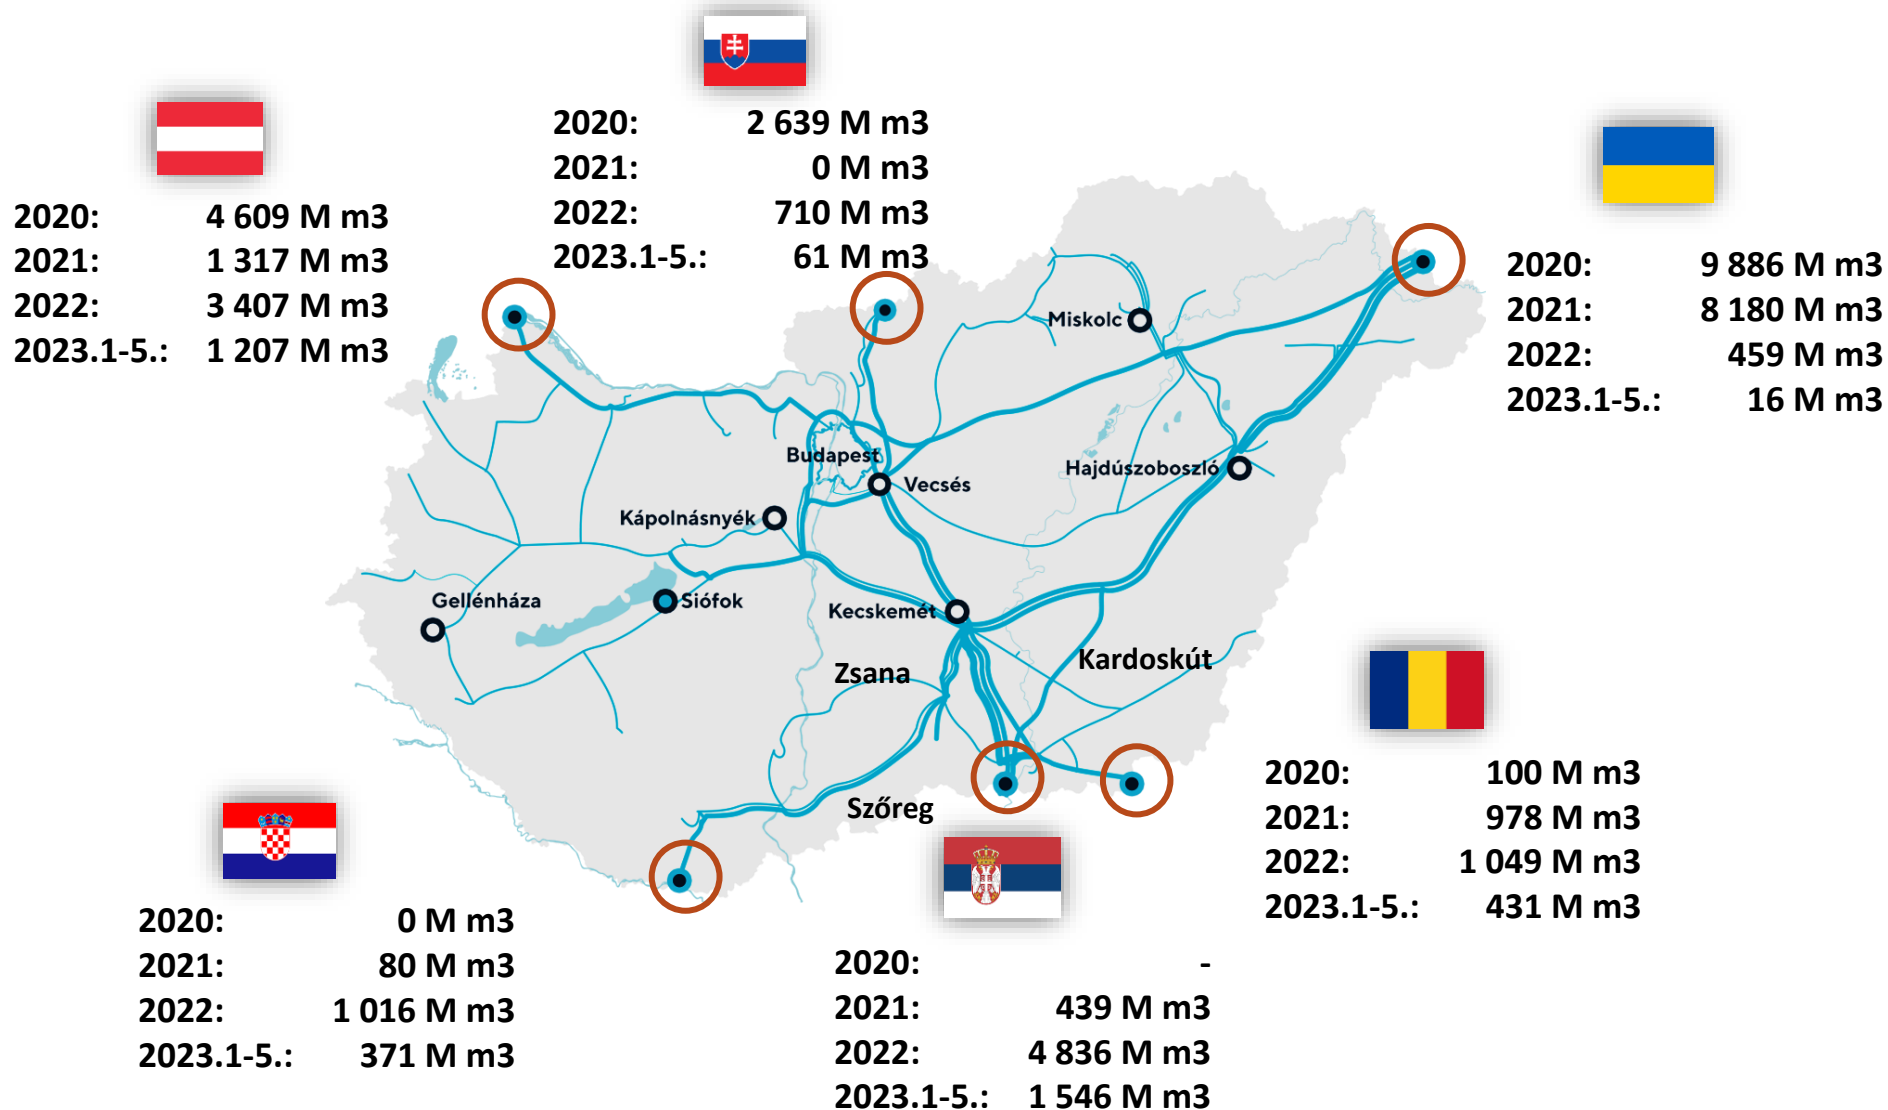 2020: 2 639 M m3
2021: 0 M m3
2022: 710 M m3
2023.1-5.: 61 M m3
2020: 4 609 M m3
2021: 1 317 M m3
2022: 3 407 M m3
2023.1-5.: 1 207 M m3
2020: 9 886 M m3
2021: 8 180 M m3
2022: 459 M m3
2023.1-5.: 16 M m3
Miskolc
Budapest
Vecsés
Hajdúszoboszló
Kápolnásnyék
Gellénháza
Siófok
Kecskemét
Zsana
Kardoskút
Szőreg
2020: 100 M m3
2021: 978 M m3
2022: 1 049 M m3
2023.1-5.: 431 M m3
2020: 0 M m3
2021: 80 M m3
2022: 1 016 M m3
2023.1-5.: 371 M m3
2020: -
2021: 439 M m3
2022: 4 836 M m3
2023.1-5.: 1 546 M m3